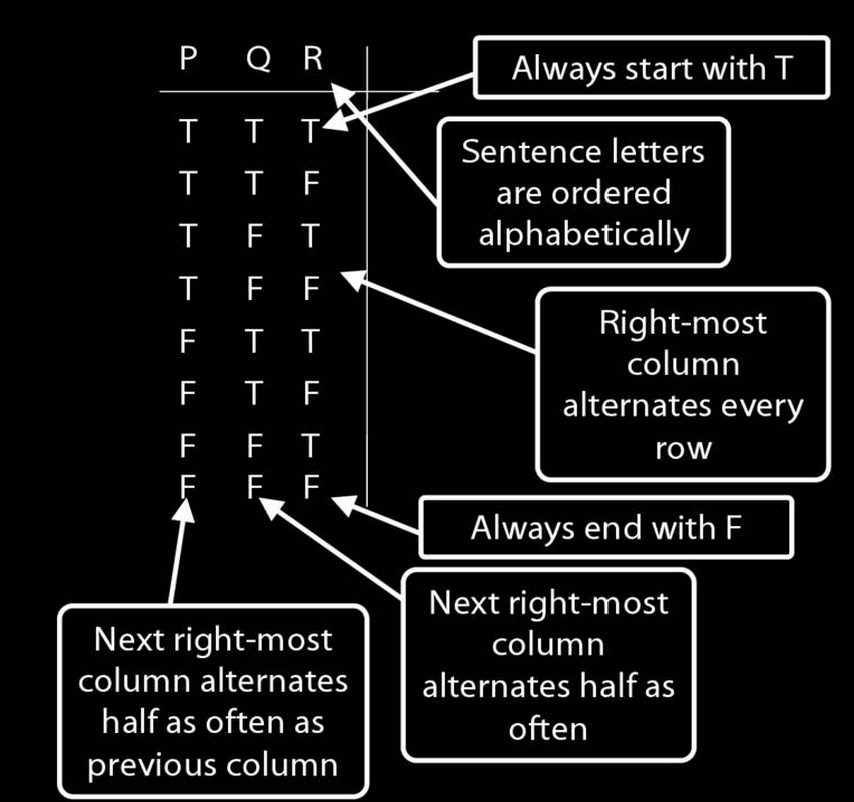 P Q R
T T T
T T F
T F T
T F F
F T T
F T F
F F T
F F F
Always start with T
Sentence letters
are ordered
alphabetically
Right-most
column
alternates every
row
Always end with F
Next right-most
column
alternates half as
often
Next right-most
column alternates
half as often as
previous column